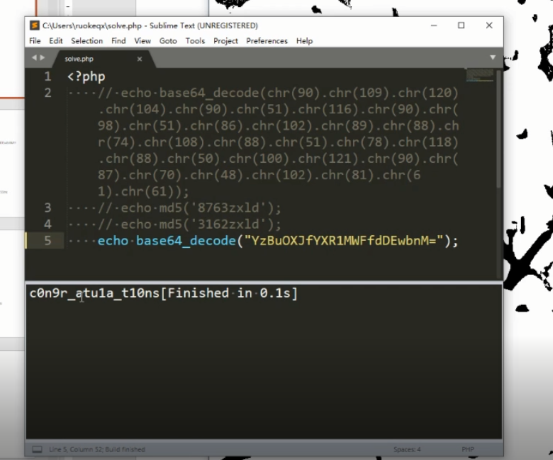 C:\Users\ruokeqx\solve.php - Sublime Text (UNREGISTERED)
File Edit Selection Find View Goto Tools Project Preferences Help
solve.php ×
1 <?php
2 // echo base64_decode(chr(90).chr(109).chr(120)
.chr(104).chr(90).chr(51).chr(116).chr(90).chr(
98).chr(51).chr(86).chr(102).chr(89).chr(88).ch
r(74).chr(108).chr(88).chr(51).chr(78).chr(118)
.chr(88).chr(50).chr(100).chr(121).chr(90).chr(
87).chr(70).chr(48).chr(102).chr(81).chr(6
1).chr(61));
3 // echo md5('8763zxld');
4 // echo md5('3162zxld');
5 echo base64_decode("YzBuOXJfYXR1MWFfdDEwbnM=");
c0n9r_atu1a_t10ns[Finished in 0.1s]
Line 5, Column 52; Build finished
Spaces: 4 PHP